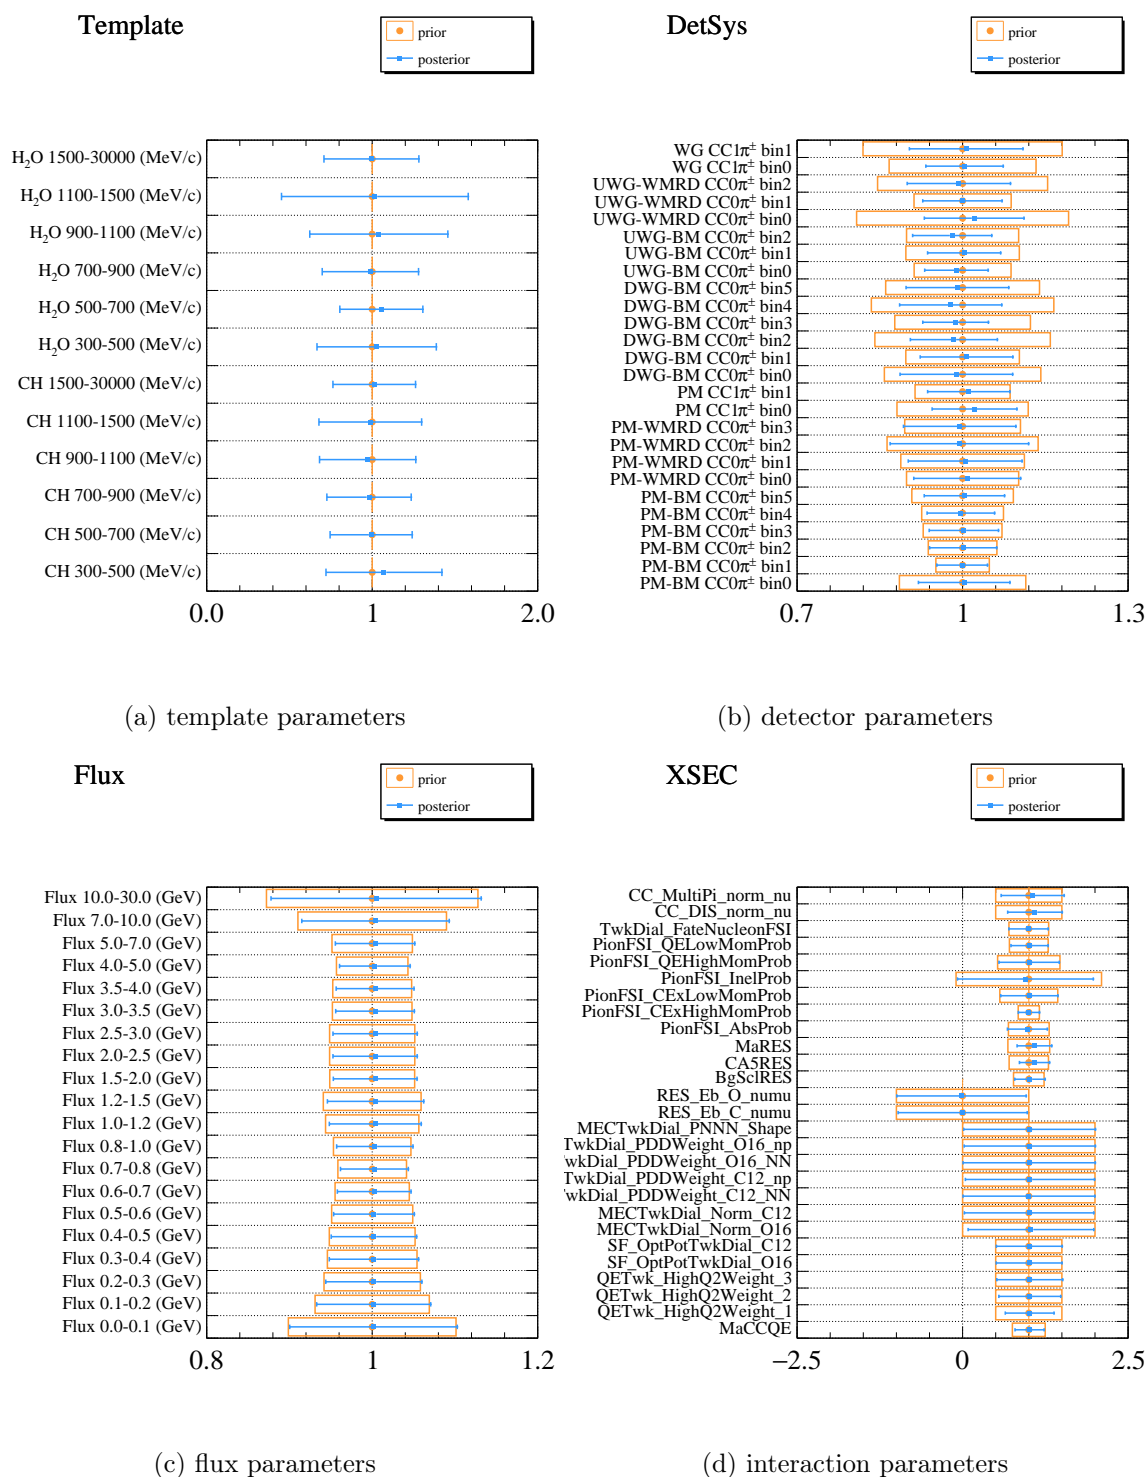 Template
prior
posterior
H₂O 1500-30000 (MeV/c)
H₂O 1100-1500 (MeV/c)
H₂O 900-1100 (MeV/c)
H₂O 700-900 (MeV/c)
H₂O 500-700 (MeV/c)
H₂O 300-500 (MeV/c)
CH 1500-30000 (MeV/c)
CH 1100-1500 (MeV/c)
CH 900-1100 (MeV/c)
CH 700-900 (MeV/c)
CH 500-700 (MeV/c)
CH 300-500 (MeV/c)
0.0 1 2.0
(a) template parameters
DetSys
prior
posterior
WG CC1π± bin1
WG CC1π± bin0
UWG-WMRD CC0π± bin2
UWG-WMRD CC0π± bin1
UWG-WMRD CC0π± bin0
UWG-BM CC0π± bin2
UWG-BM CC0π± bin1
UWG-BM CC0π± bin0
DWG-BM CC0π± bin5
DWG-BM CC0π± bin4
DWG-BM CC0π± bin3
DWG-BM CC0π± bin2
DWG-BM CC0π± bin1
DWG-BM CC0π± bin0
PM CC1π± bin1
PM CC1π± bin0
PM-WMRD CC0π± bin3
PM-WMRD CC0π± bin2
PM-WMRD CC0π± bin1
PM-WMRD CC0π± bin0
PM-BM CC0π± bin5
PM-BM CC0π± bin4
PM-BM CC0π± bin3
PM-BM CC0π± bin2
PM-BM CC0π± bin1
PM-BM CC0π± bin0
0.7 1 1.3
(b) detector parameters
Flux
prior
posterior
Flux 10.0-30.0 (GeV)
Flux 7.0-10.0 (GeV)
Flux 5.0-7.0 (GeV)
Flux 4.0-5.0 (GeV)
Flux 3.5-4.0 (GeV)
Flux 3.0-3.5 (GeV)
Flux 2.5-3.0 (GeV)
Flux 2.0-2.5 (GeV)
Flux 1.5-2.0 (GeV)
Flux 1.2-1.5 (GeV)
Flux 1.0-1.2 (GeV)
Flux 0.8-1.0 (GeV)
Flux 0.7-0.8 (GeV)
Flux 0.6-0.7 (GeV)
Flux 0.5-0.6 (GeV)
Flux 0.4-0.5 (GeV)
Flux 0.3-0.4 (GeV)
Flux 0.2-0.3 (GeV)
Flux 0.1-0.2 (GeV)
Flux 0.0-0.1 (GeV)
0.8 1 1.2
(c) flux parameters
XSEC
prior
posterior
CC_MultiPi_norm_nu
CC_DIS_norm_nu
TwkDial_FateNucleonFSI
PionFSI_QELowMomProb
PionFSI_QEHighMomProb
PionFSI_InelProb
PionFSI_CExLowMomProb
PionFSI_CExHighMomProb
PionFSI_AbsProb
MaRES
CA5RES
BgSclRES
RES_Eb_O_numu
RES_Eb_C_numu
MECTwkDial_PNNN_Shape
TwkDial_PDDWeight_O16_np
wkDial_PDDWeight_O16_NN
TwkDial_PDDWeight_C12_np
wkDial_PDDWeight_C12_NN
MECTwkDial_Norm_C12
MECTwkDial_Norm_O16
SF_OptPotTwkDial_C12
SF_OptPotTwkDial_O16
QETwk_HighQ2Weight_3
QETwk_HighQ2Weight_2
QETwk_HighQ2Weight_1
MaCCQE
−2.5 0 2.5
(d) interaction parameters